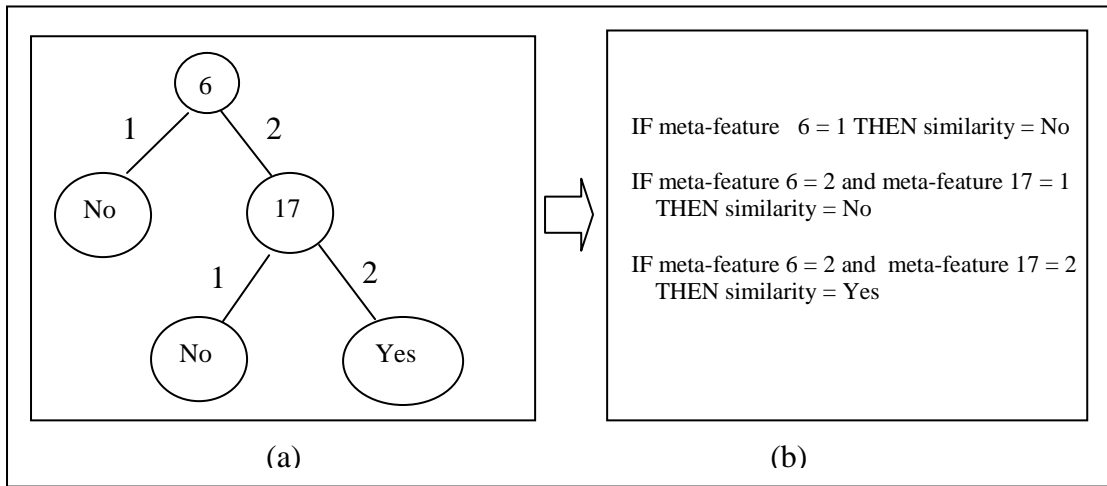 6
1
2
No
17
1
2
No
Yes
(a)
IF meta-feature 6 = 1 THEN similarity = No
IF meta-feature 6 = 2 and meta-feature 17 = 1
THEN similarity = No
IF meta-feature 6 = 2 and meta-feature 17 = 2
THEN similarity = Yes
(b)